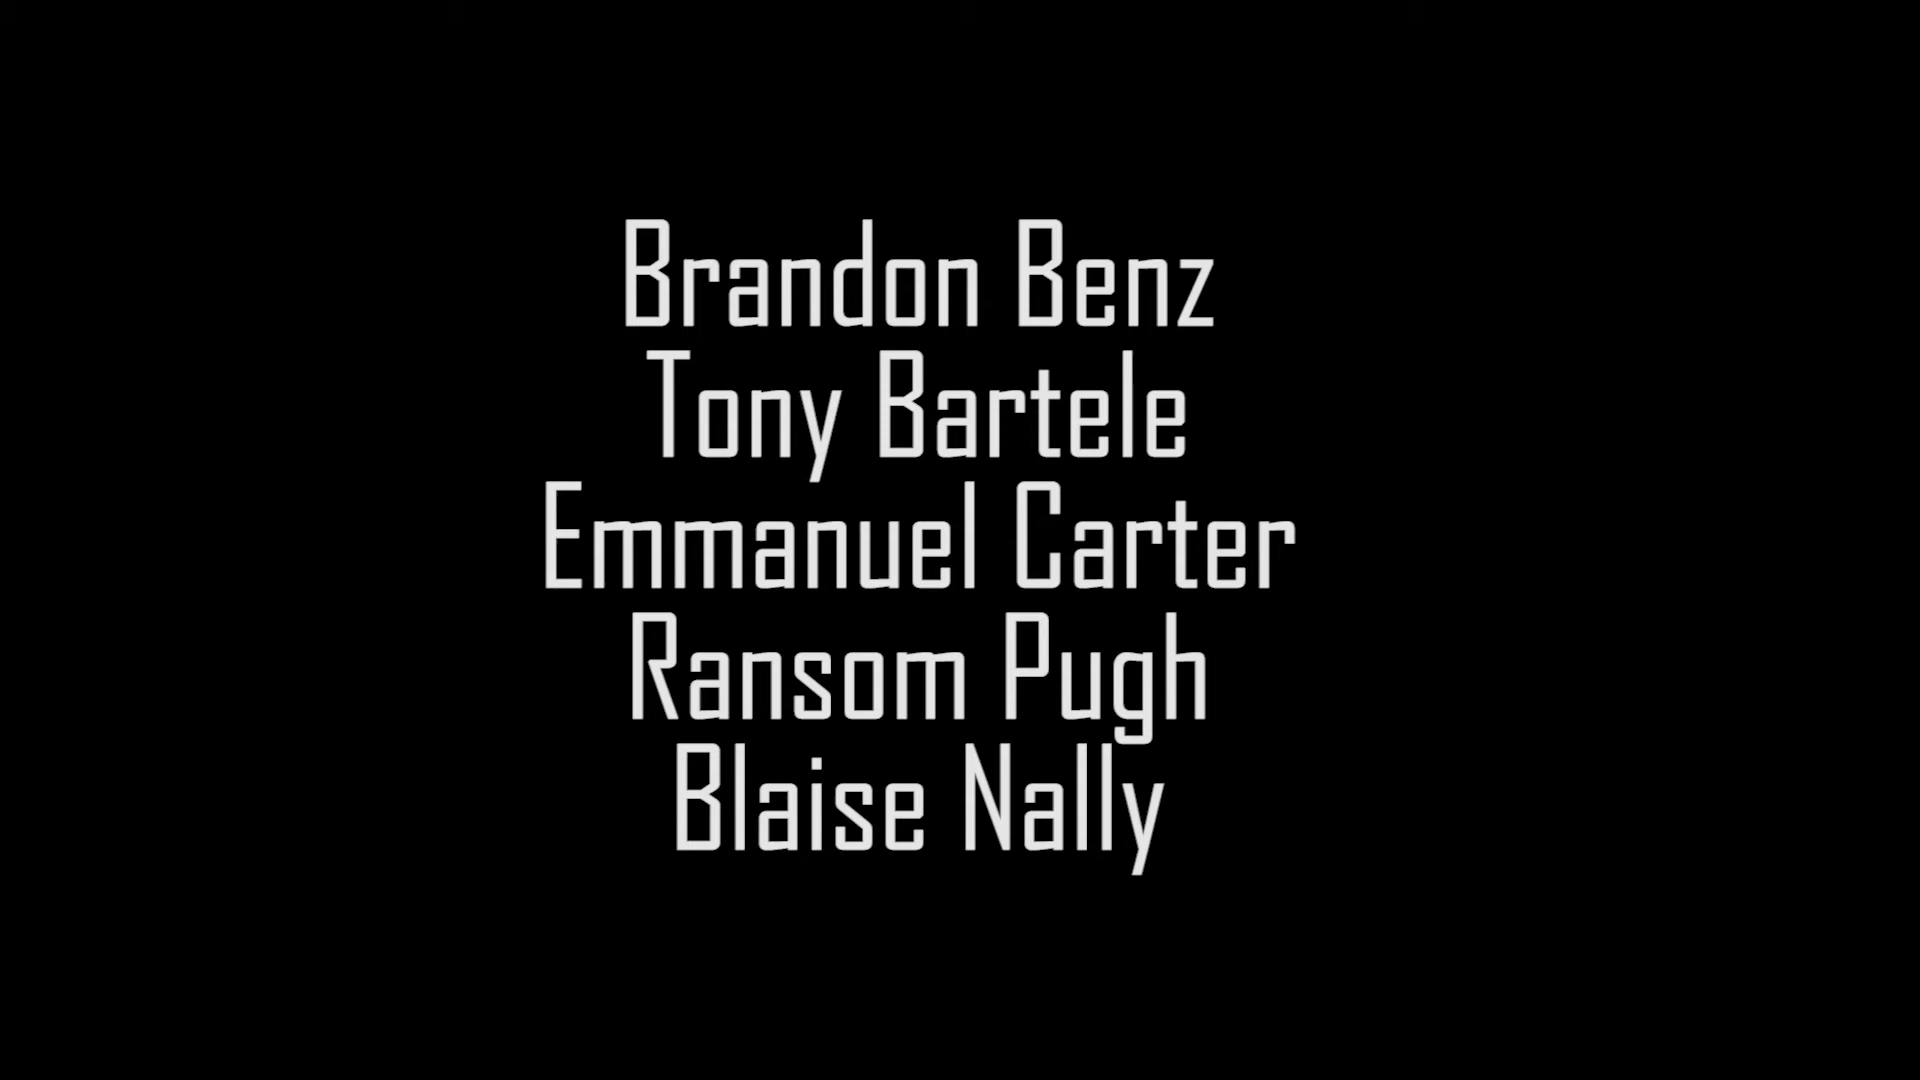 Brandon Benz
Tony Bartele
Emmanuel Carter
Ransom Pugh
Blaise Nally